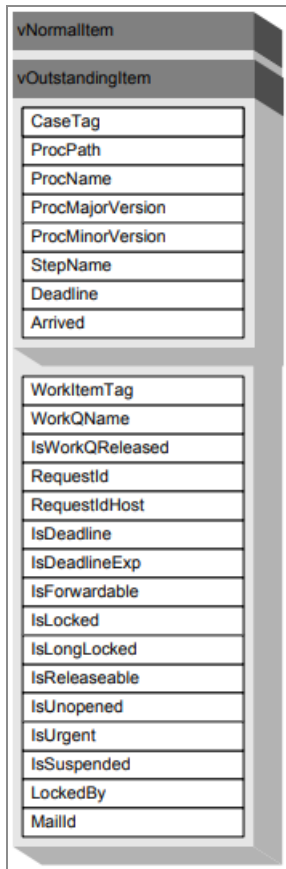 vNormalItem
vOutstandingItem
CaseTag
ProcPath
ProcName
ProcMajorVersion
ProcMinorVersion
StepName
Deadline
Arrived
WorkItemTag
WorkQName
IsWorkQReleased
RequestId
RequestIdHost
IsDeadline
IsDeadlineExp
IsForwardable
IsLocked
IsLongLocked
IsReleaseable
IsUnopened
IsUrgent
IsSuspended
LockedBy
MailId